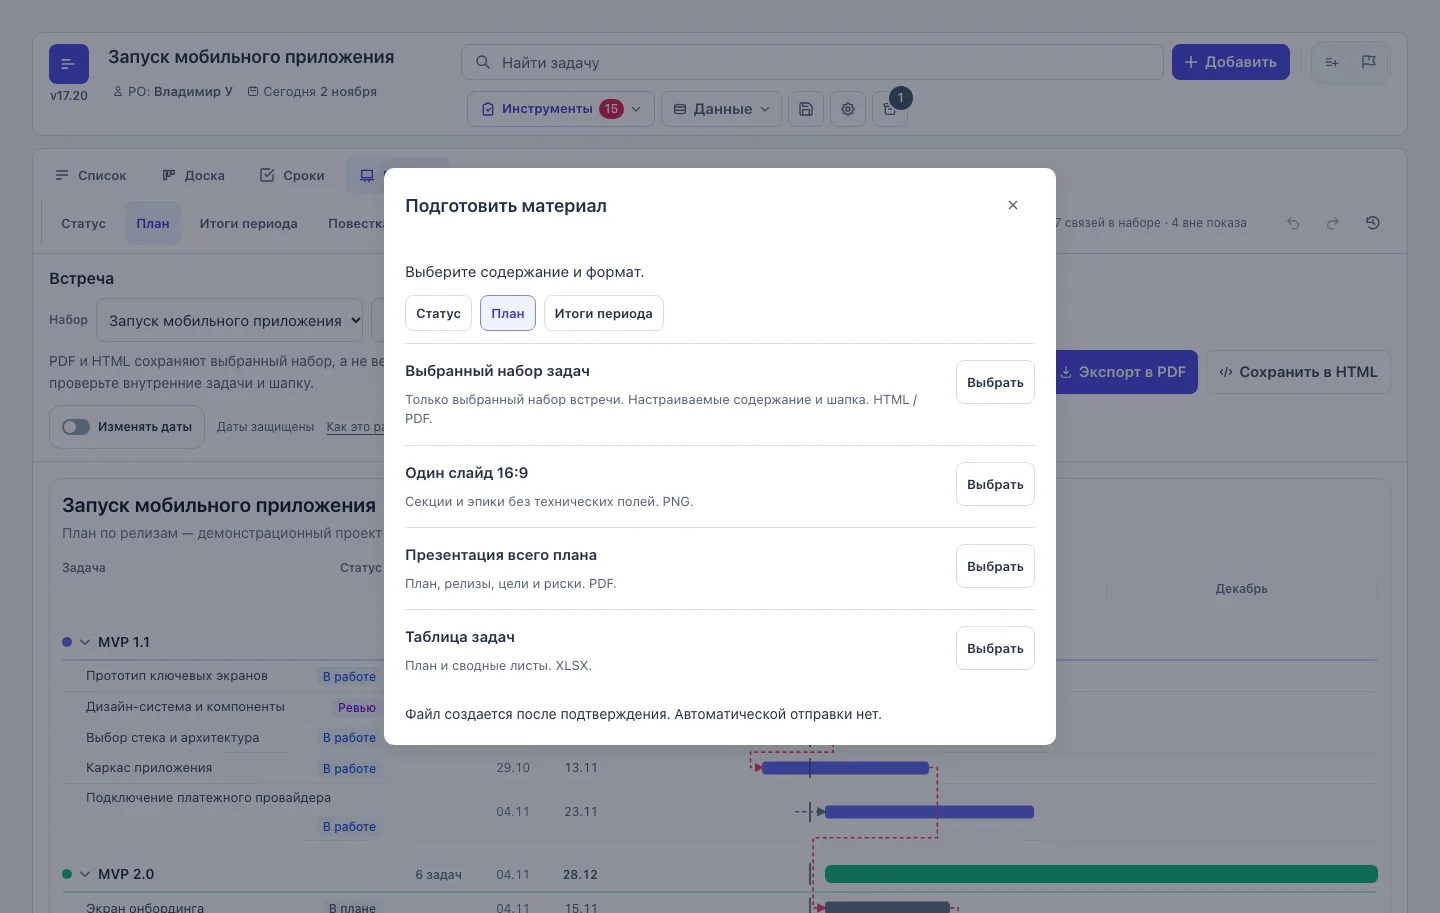 Запуск мобильного приложения
v17.20
РО: Владимир У
Сегодня 2 ноября
Найти задачу
Добавить
Инструменты 15
Данные
1
Список
Доска
Сроки
Статус
План
Итоги периода
7 связей в наборе · 4 вне показа
Встреча
Набор
Запуск мобильного приложения
PDF и HTML сохраняют выбранный набор, а не
проверьте внутренние задачи и шапку.
Экспорт в PDF
</> Сохранить в HTML
Изменять даты
Даты защищены
Как это
Подготовить материал
×
Выберите содержание и формат.
Статус
План
Итоги периода
Выбранный набор задач
Только выбранный набор встречи. Настраиваемые содержание и шапка. HTML /
PDF.
Выбрать
Один слайд 16:9
Секции и эпики без технических полей. PNG.
Выбрать
Презентация всего плана
План, релизы, цели и риски. PDF.
Выбрать
Таблица задач
План и сводные листы. XLSX.
Выбрать
Файл создается после подтверждения. Автоматической отправки нет.
Запуск мобильного приложения
План по релизам — демонстрационный проект
Задача
Статус
Декабрь
MVP 1.1
Прототип ключевых экранов В работе
Дизайн-система и компоненты Ревью
Выбор стека и архитектура В работе
Каркас приложения В работе 29.10 13.11
Подключение платежного провайдера
В работе 04.11 23.11
MVP 2.0 6 задач 04.11 28.12
Экран онбординга В плане 04.11 15.11